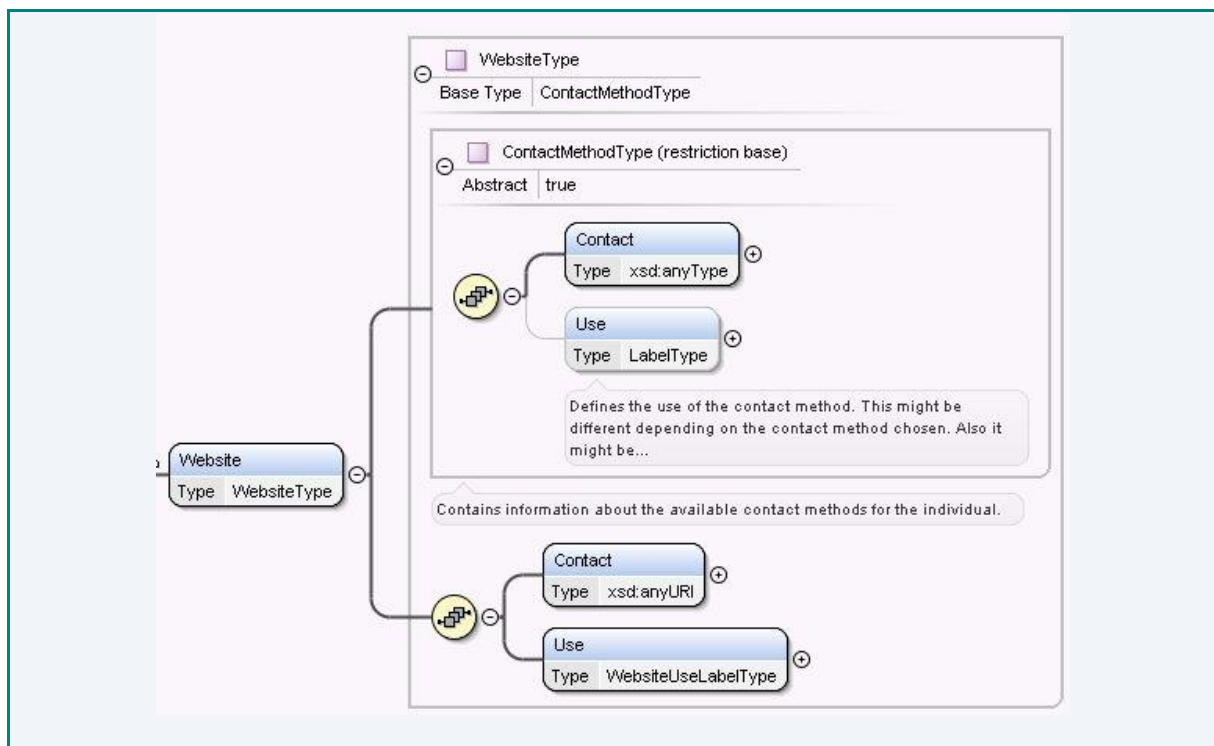 WebsiteType
Base Type ContactMethodType
ContactMethodType (restriction base)
Abstract true
Contact
Type xsd:anyType
Use
Type LabelType
Defines the use of the contact method. This might be
different depending on the contact method chosen. Also it
might be...
Website
Type WebsiteType
Contains information about the available contact methods for the individual.
Contact
Type xsd:anyURI
Use
Type WebsiteUseLabelType